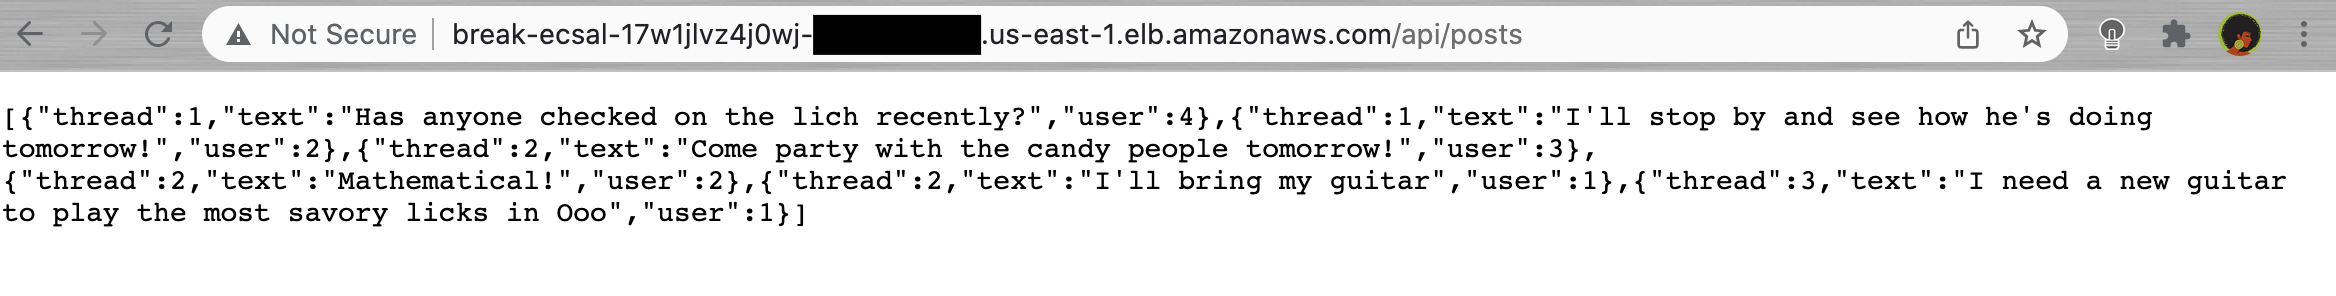 Not Secure break-ecsal-17w1jlvz4j0wj-.us-east-1.elb.amazonaws.com/api/posts
[{"thread":1,"text":"Has anyone checked on the lich recently?","user":4},{"thread":1,"text":"I'll stop by and see how he's doing
tomorrow!","user":2},{"thread":2,"text":"Come party with the candy people tomorrow!","user":3},
{"thread":2,"text":"Mathematical!","user":2},{"thread":2,"text":"I'll bring my guitar","user":1},{"thread":3,"text":"I need a new guitar
to play the most savory licks in Ooo","user":1}]